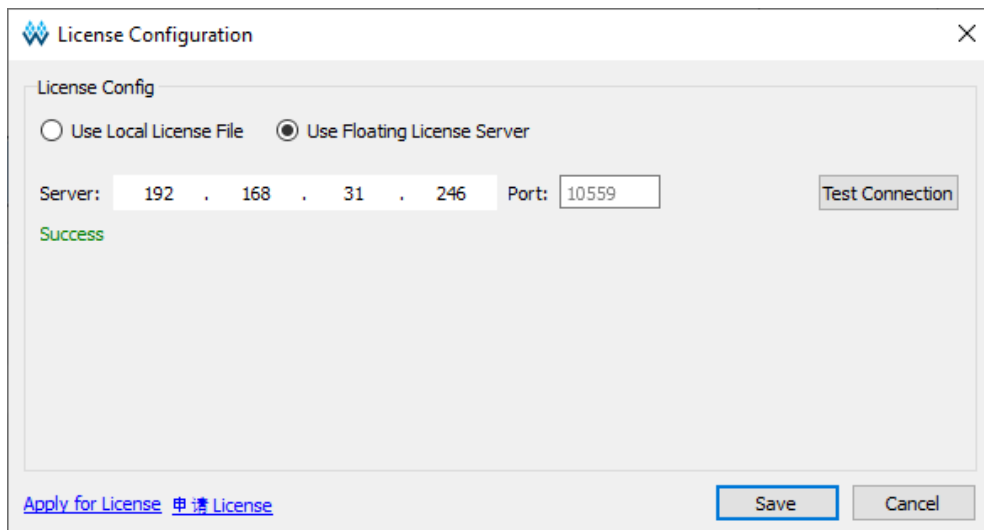 License Configuration
License Config
Use Local License File Use Floating License Server
Server: 192 . 168 . 31 . 246 Port: 10559 Test Connection
Success
Apply for License 申请 License Save Cancel